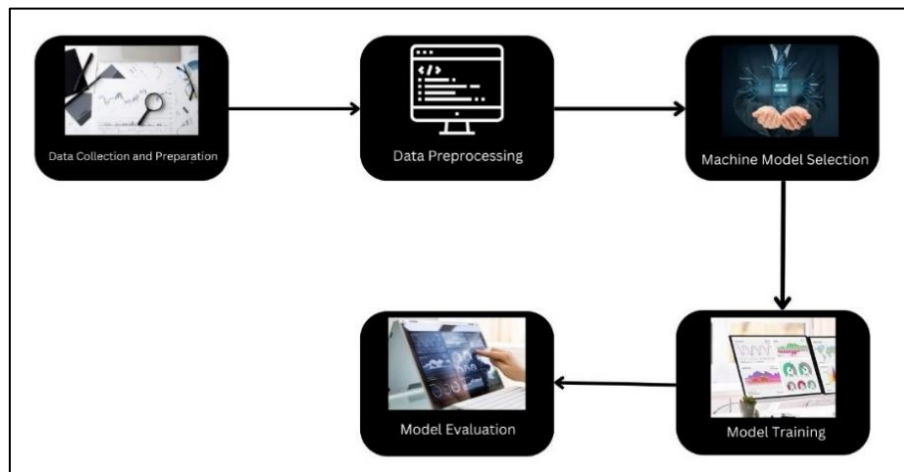 Data Collection and Preparation
</>
Data Preprocessing
Machine Model Selection
Model Evaluation
Model Training